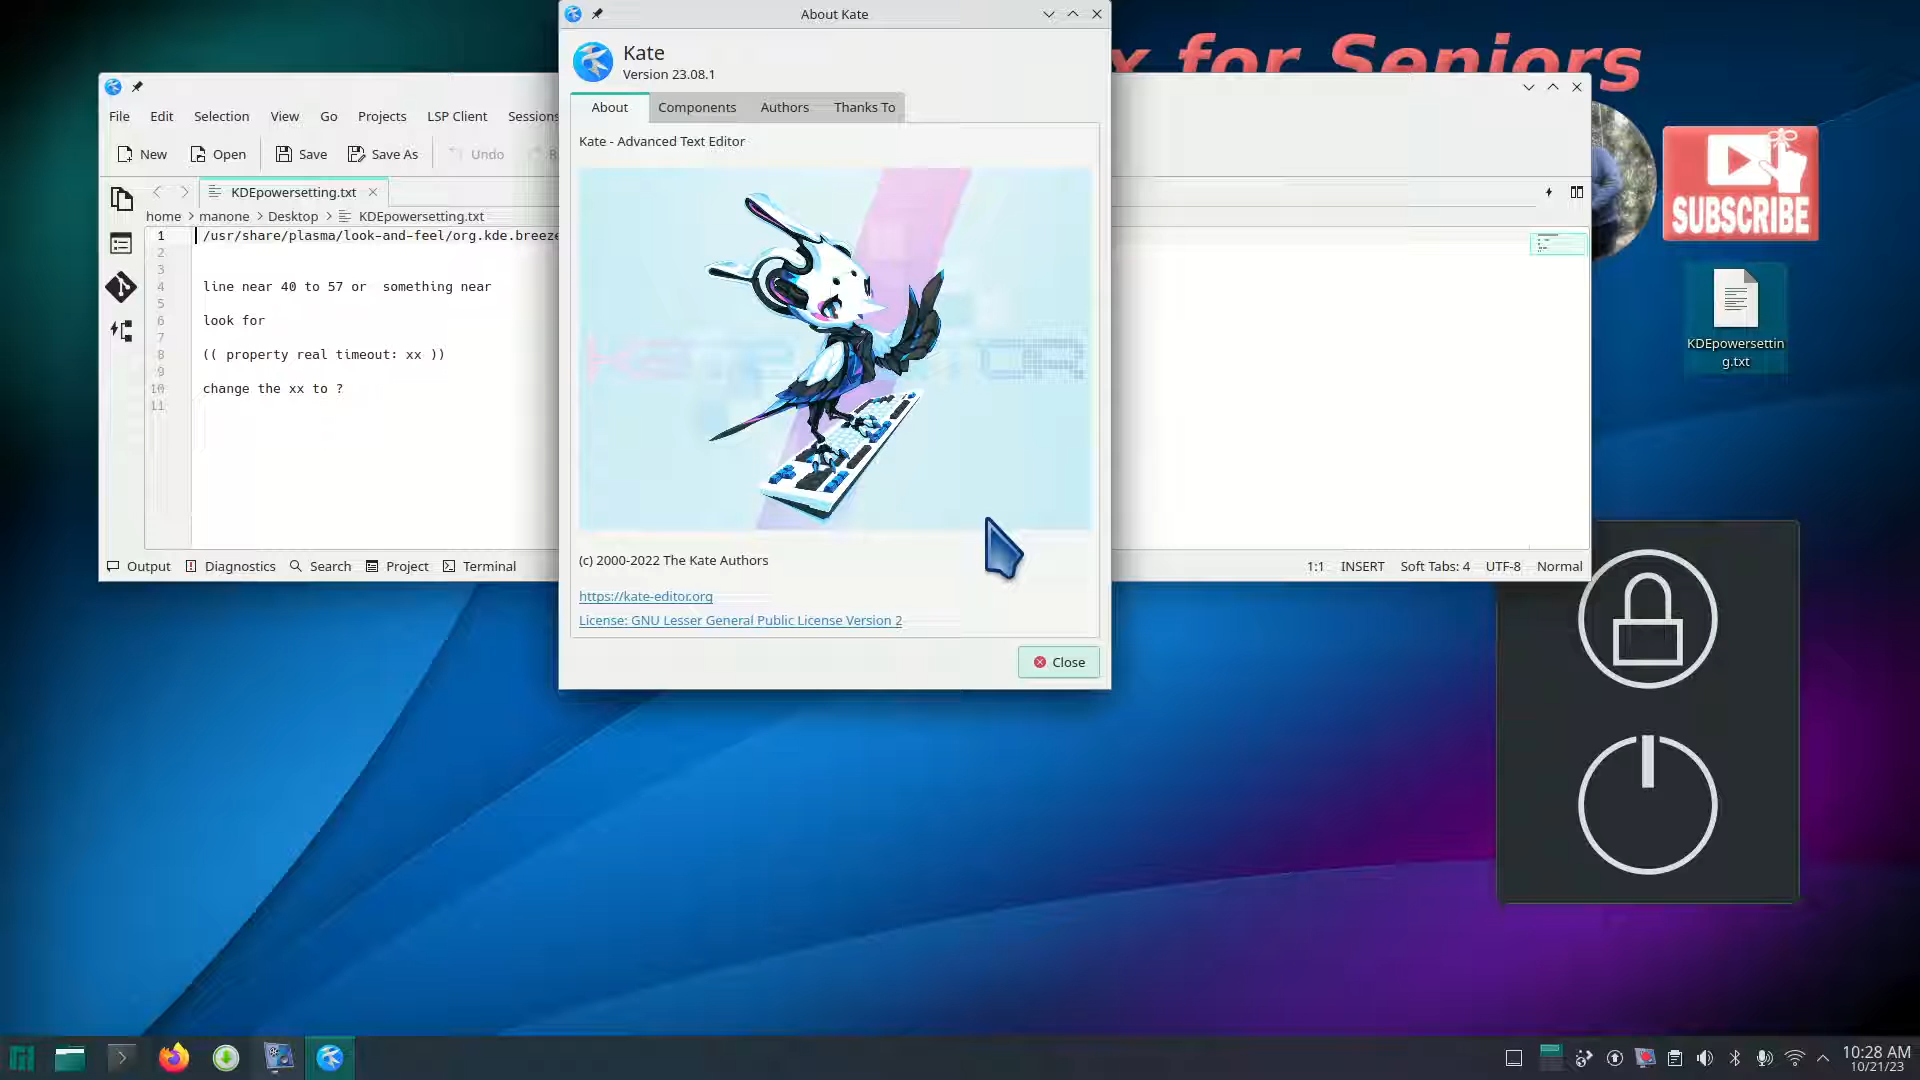 x for Seniors
SUBSCRIBE
KDEpowersettin
g.txt
About Kate
Kate
Version 23.08.1
About
Components
Authors
Thanks To
Kate - Advanced Text Editor
(c) 2000-2022 The Kate Authors
https://kate-editor.org
License: GNU Lesser General Public License Version 2
Close
File
Edit
Selection
View
Go
Projects
LSP Client
Sessions
New
Open
Save
Save As
Undo
KDEpowersetting.txt
home > manone > Desktop > KDEpowersetting.txt
1 /usr/share/plasma/look-and-feel/org.kde.breeze
2
3
4 line near 40 to 57 or  something near
5
6 look for
7
8 (( property real timeout: xx ))
9
10 change the xx to ?
11
Output
Diagnostics
Search
Project
Terminal
1:1
INSERT
Soft Tabs: 4
UTF-8
Normal
10:28 AM
10/21/23